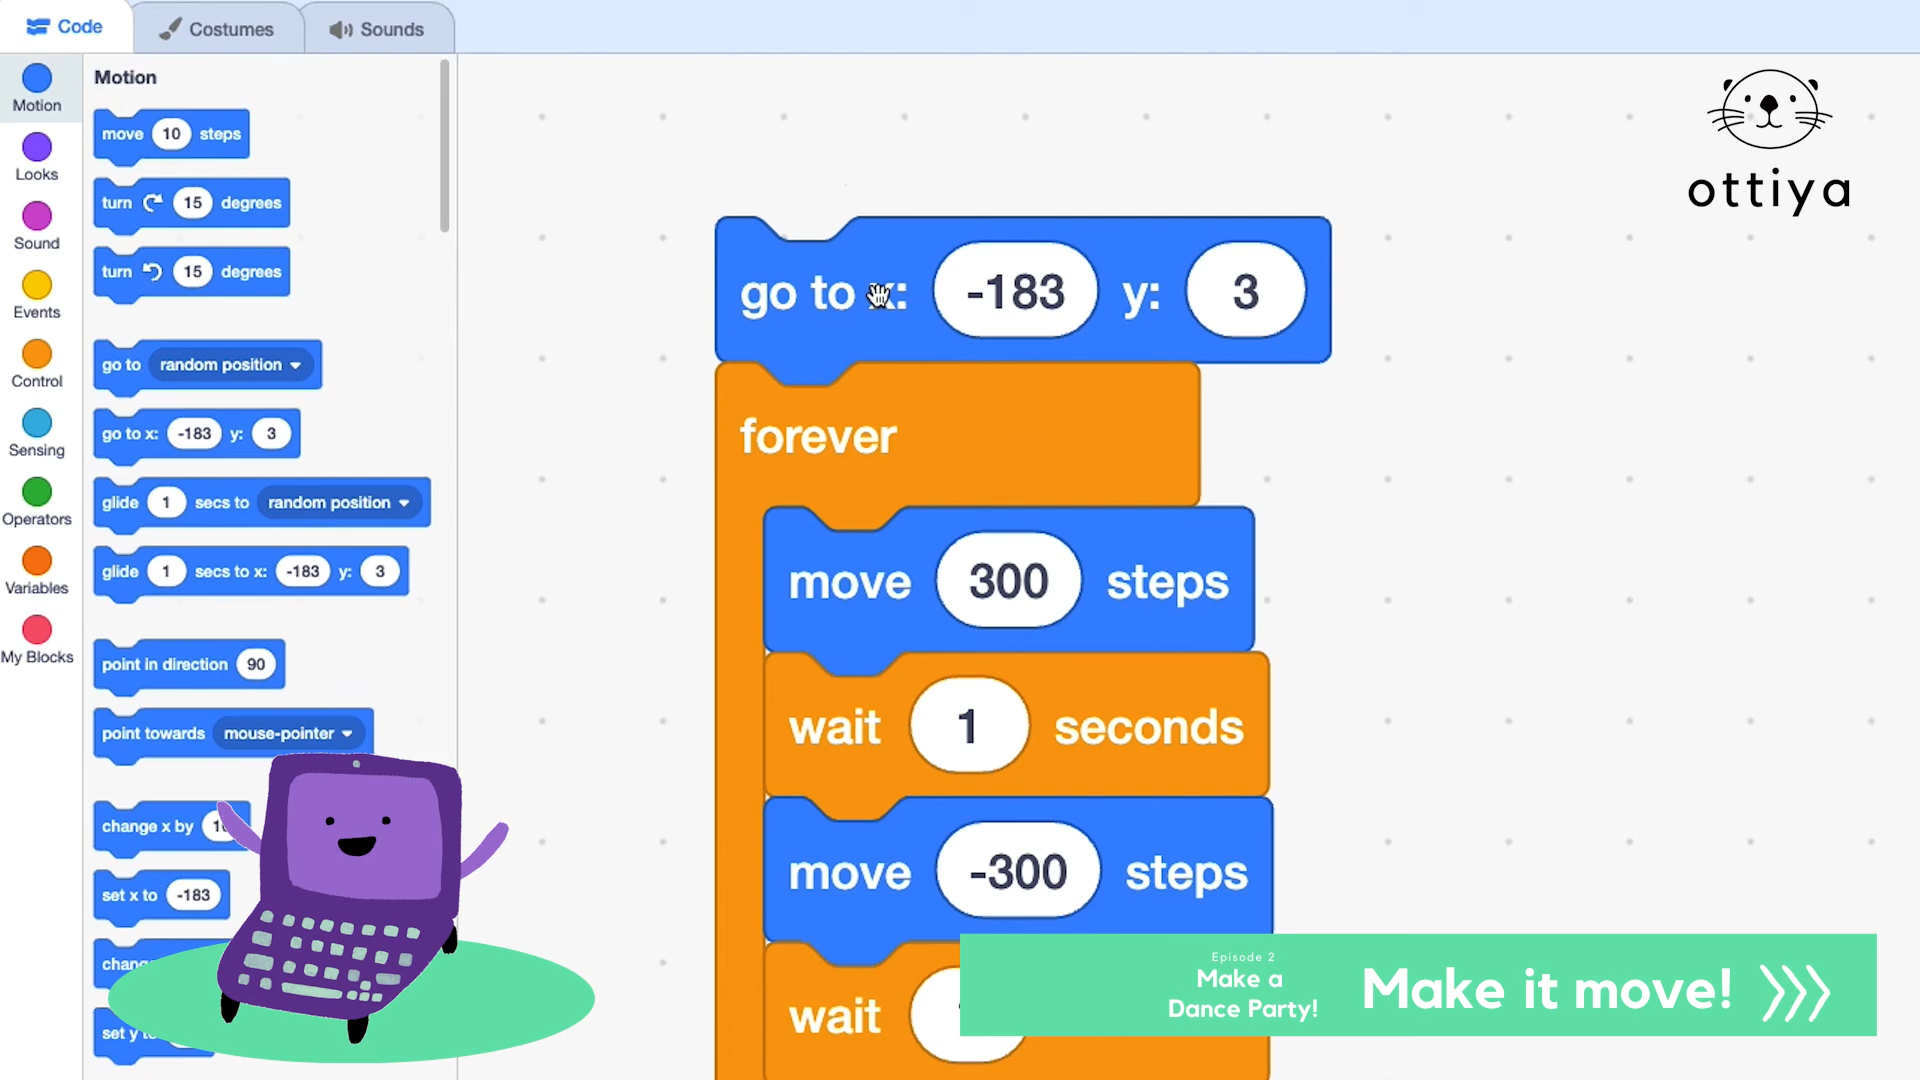 Code
Costumes
Sounds
Motion
Looks
Sound
Events
Control
Sensing
Operators
Variables
My Blocks
Motion
move 10 steps
turn 15 degrees
turn 15 degrees
go to random position
go to x: -183 y: 3
glide 1 secs to random position
glide 1 secs to x: -183 y: 3
point in direction 90
point towards mouse-pointer
change x by
set x to -183
set y
go to x: -183 y: 3
forever
move 300 steps
wait 1 seconds
move -300 steps
wait
ottiya
Episode 2
Make a
Dance Party!
Make it move!